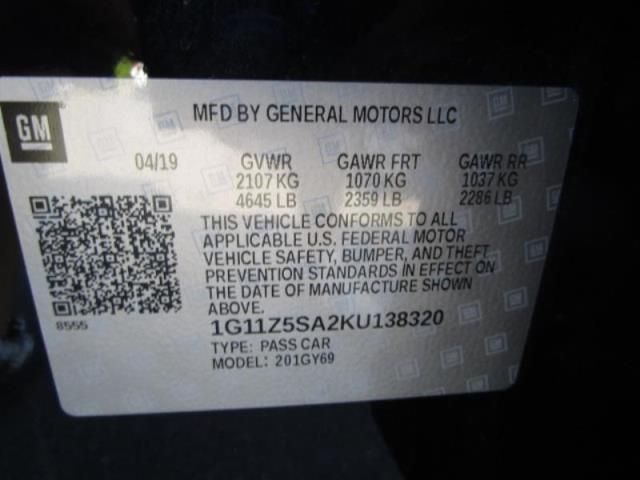 GM
MFD BY GENERAL MOTORS LLC
04/19 GVWR GAWR FRT GAWR RR
2107 KG 1070 KG 1037 KG
4645 LB 2359 LB 2286 LB
THIS VEHICLE CONFORMS TO ALL
APPLICABLE U.S. FEDERAL MOTOR
VEHICLE SAFETY, BUMPER, AND THEFT
PREVENTION STANDARDS IN EFFECT ON
THE DATE OF MANUFACTURE SHOWN
ABOVE.
8555
1G11Z5SA2KU138320
TYPE: PASS CAR
MODEL: 201GY69